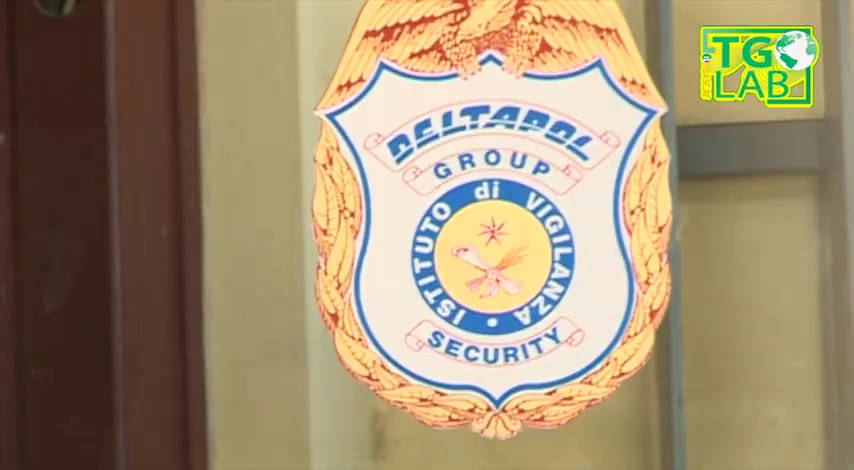 TG
LAB
DELTAPOL
GROUP
ISTITUTO di VIGILANZA
SECURITY